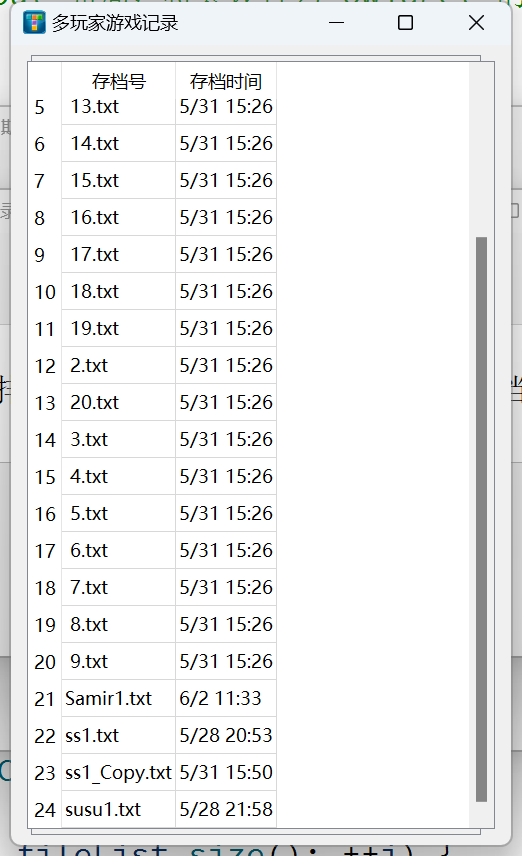 多玩家游戏记录
存档号 存档时间
5 13.txt 5/31 15:26
6 14.txt 5/31 15:26
7 15.txt 5/31 15:26
8 16.txt 5/31 15:26
9 17.txt 5/31 15:26
10 18.txt 5/31 15:26
11 19.txt 5/31 15:26
12 2.txt 5/31 15:26
13 20.txt 5/31 15:26
14 3.txt 5/31 15:26
15 4.txt 5/31 15:26
16 5.txt 5/31 15:26
17 6.txt 5/31 15:26
18 7.txt 5/31 15:26
19 8.txt 5/31 15:26
20 9.txt 5/31 15:26
21 Samir1.txt 6/2 11:33
22 ss1.txt 5/28 20:53
23 ss1_Copy.txt 5/31 15:50
24 susu1.txt 5/28 21:58